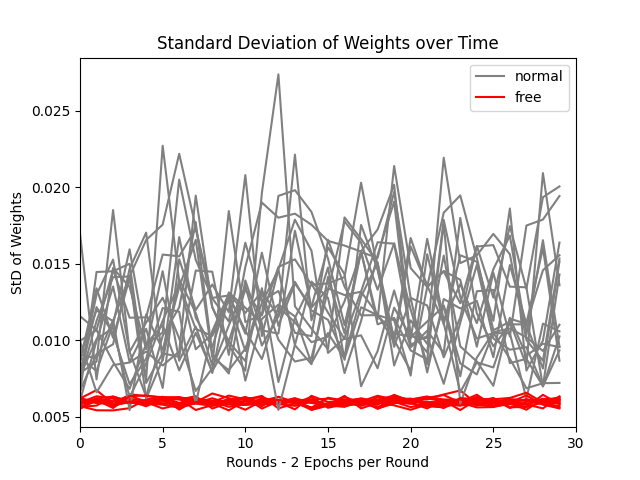 Standard Deviation of Weights over Time
normal
free
StD of Weights
0.025
0.020
0.015
0.010
0.005
0 5 10 15 20 25 30
Rounds - 2 Epochs per Round